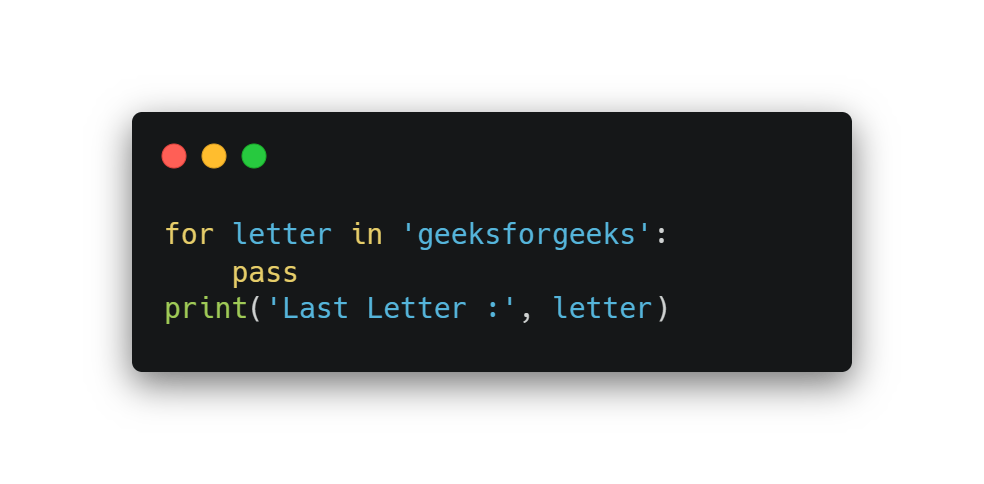 for letter in 'geeksforgeeks':
    pass
print('Last Letter :', letter)